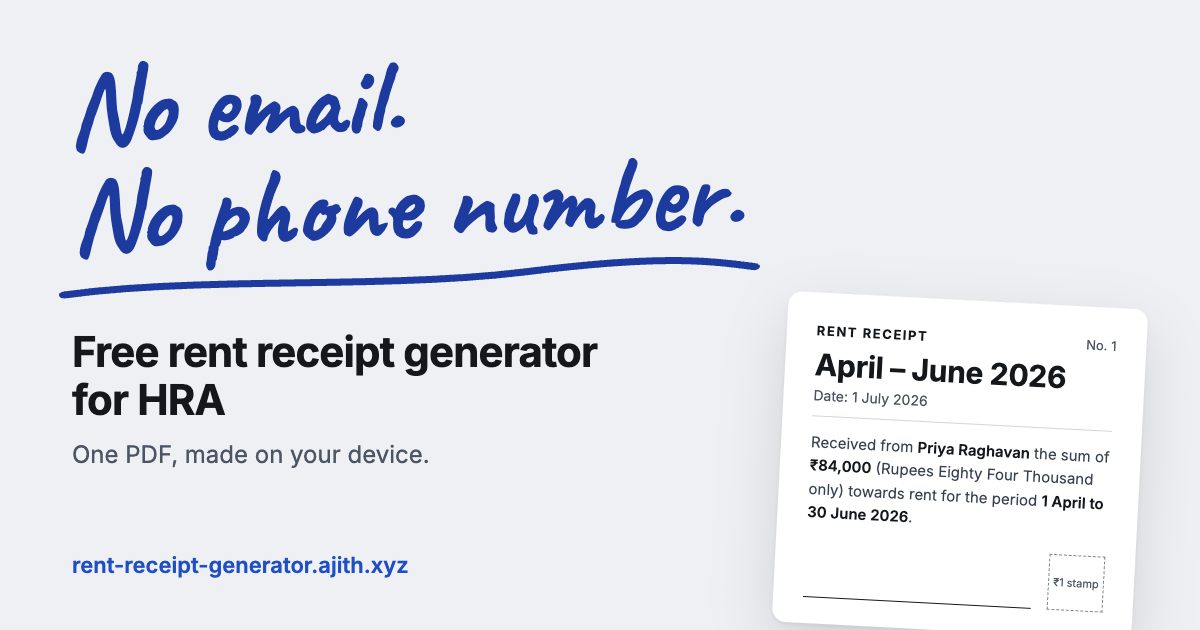 No email.
No phone number.
Free rent receipt generator
for HRA
One PDF, made on your device.
rent-receipt-generator.ajith.xyz
RENT RECEIPT
No. 1
April – June 2026
Date: 1 July 2026
Received from Priya Raghavan the sum of
₹84,000 (Rupees Eighty Four Thousand
only) towards rent for the period 1 April to
30 June 2026.
₹1 stamp